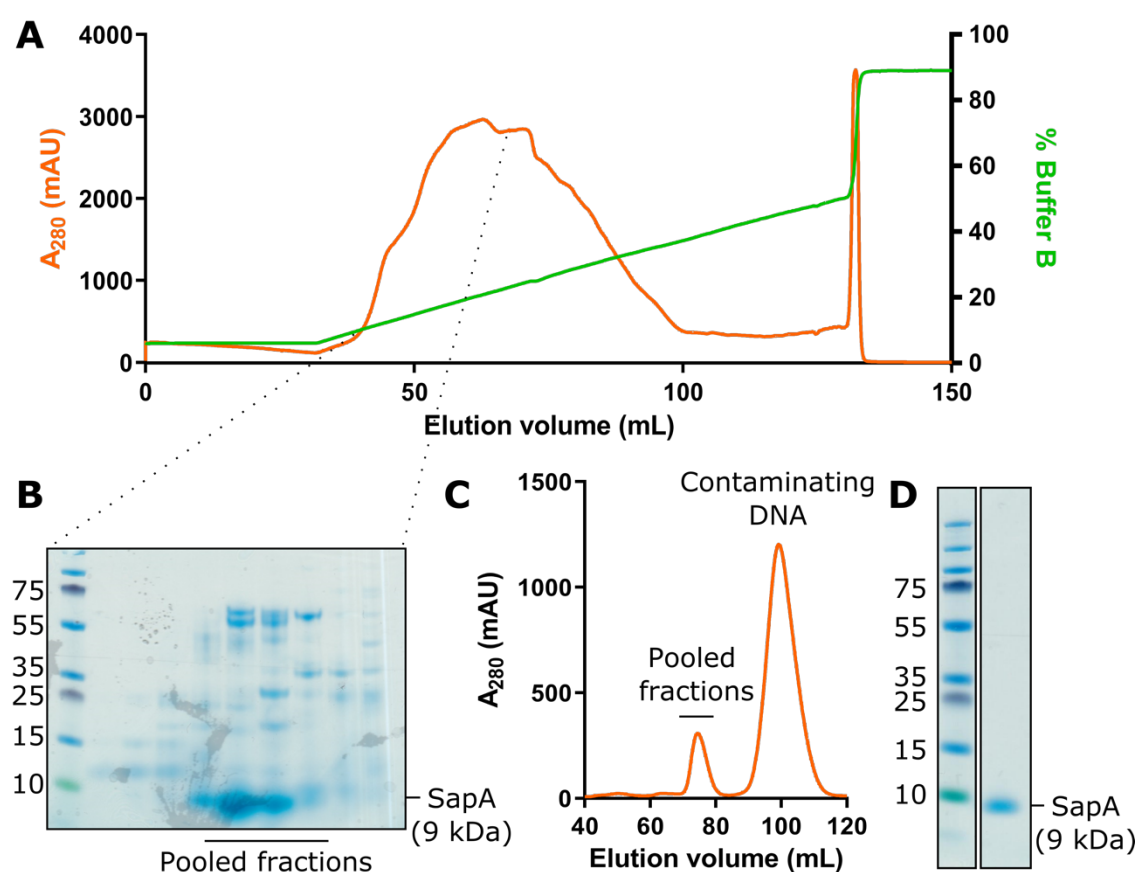 A
4000
3000
2000
1000
0
A280 (mAU)
100
80
60
40
20
0
% Buffer B
0
50
100
150
Elution volume (mL)
B
75
55
35
25
15
10
SapA
(9 kDa)
Pooled fractions
C
1500
1000
500
0
A280 (mAU)
Contaminating
DNA
Pooled
fractions
40
60
80
100
120
Elution volume (mL)
D
75
55
35
25
15
10
SapA
(9 kDa)